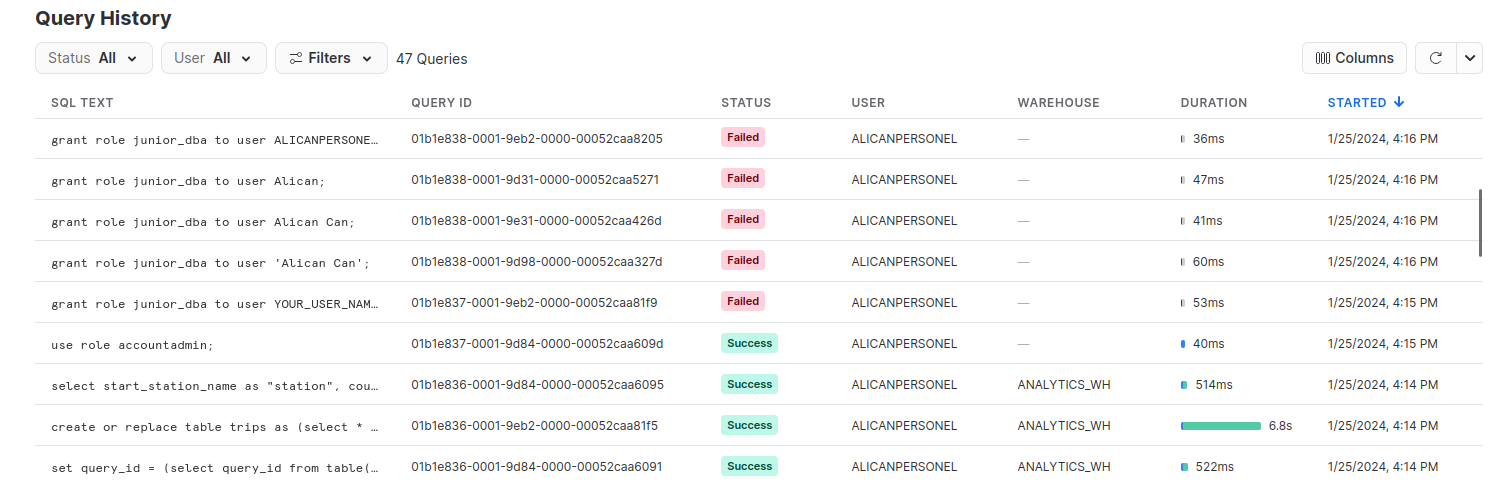 Query History
Status All User All Filters 47 Queries Columns
SQL TEXT QUERY ID STATUS USER WAREHOUSE DURATION STARTED
grant role junior_dba to user ALICANPERSONE… 01b1e838-0001-9eb2-0000-00052caa8205 Failed ALICANPERSONEL — 36ms 1/25/2024, 4:16 PM
grant role junior_dba to user Alican; 01b1e838-0001-9d31-0000-00052caa5271 Failed ALICANPERSONEL — 47ms 1/25/2024, 4:16 PM
grant role junior_dba to user Alican Can; 01b1e838-0001-9e31-0000-00052caa426d Failed ALICANPERSONEL — 41ms 1/25/2024, 4:16 PM
grant role junior_dba to user 'Alican Can'; 01b1e838-0001-9d98-0000-00052caa327d Failed ALICANPERSONEL — 60ms 1/25/2024, 4:16 PM
grant role junior_dba to user YOUR_USER_NAM… 01b1e837-0001-9eb2-0000-00052caa81f9 Failed ALICANPERSONEL — 53ms 1/25/2024, 4:15 PM
use role accountadmin; 01b1e837-0001-9d84-0000-00052caa609d Success ALICANPERSONEL — 40ms 1/25/2024, 4:15 PM
select start_station_name as "station", cou… 01b1e836-0001-9d84-0000-00052caa6095 Success ALICANPERSONEL ANALYTICS_WH 514ms 1/25/2024, 4:14 PM
create or replace table trips as (select * … 01b1e836-0001-9eb2-0000-00052caa81f5 Success ALICANPERSONEL ANALYTICS_WH 6.8s 1/25/2024, 4:14 PM
set query_id = (select query_id from table(… 01b1e836-0001-9d84-0000-00052caa6091 Success ALICANPERSONEL ANALYTICS_WH 522ms 1/25/2024, 4:14 PM